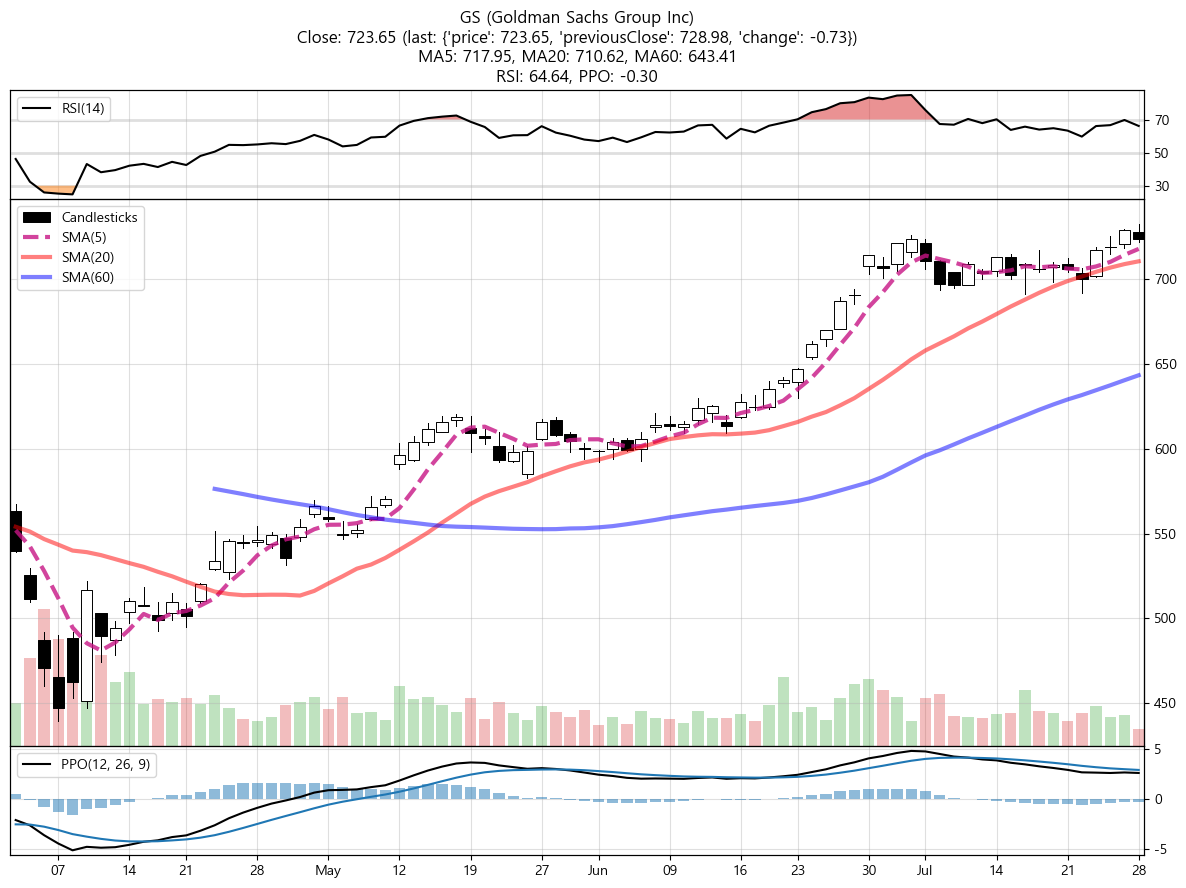 GS (Goldman Sachs Group Inc)
Close: 723.65 (last: {'price': 723.65, 'previousClose': 728.98, 'change': -0.73})
MA5: 717.95, MA20: 710.62, MA60: 643.41
RSI: 64.64, PPO: -0.30
RSI(14)
70
50
30
Candlesticks
SMA(5)
SMA(20)
SMA(60)
700
650
600
550
500
450
PPO(12, 26, 9)
5
0
-5
07 14 21 28 May 12 19 27 Jun 09 16 23 30 Jul 14 21 28